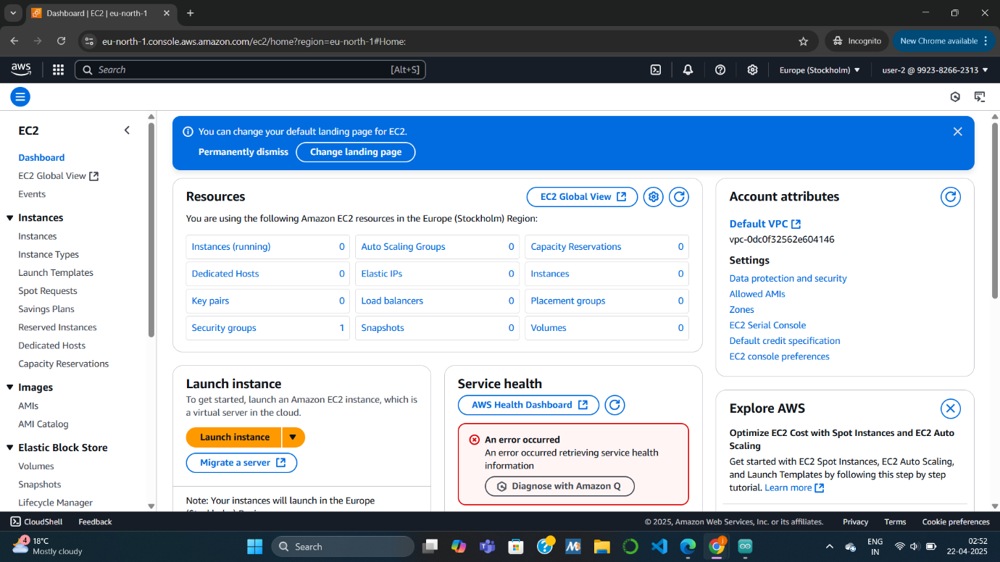 Dashboard | EC2 | eu-north-1
eu-north-1.console.aws.amazon.com/ec2/home?region=eu-north-1#Home:
Incognito
New Chrome available
aws
Search
[Alt+S]
Europe (Stockholm)
user-2 @ 9923-8266-2313
EC2
Dashboard
EC2 Global View
Events
Instances
Instances
Instance Types
Launch Templates
Spot Requests
Savings Plans
Reserved Instances
Dedicated Hosts
Capacity Reservations
Images
AMIs
AMI Catalog
Elastic Block Store
Volumes
Snapshots
Lifecycle Manager
You can change your default landing page for EC2.
Permanently dismiss
Change landing page
Resources
EC2 Global View
You are using the following Amazon EC2 resources in the Europe (Stockholm) Region:
Instances (running) 0
Auto Scaling Groups 0
Capacity Reservations 0
Dedicated Hosts 0
Elastic IPs 0
Instances 0
Key pairs 0
Load balancers 0
Placement groups 0
Security groups 1
Snapshots 0
Volumes 0
Launch instance
To get started, launch an Amazon EC2 instance, which is
a virtual server in the cloud.
Launch instance
Migrate a server
Note: Your instances will launch in the Europe
Service health
AWS Health Dashboard
An error occurred
An error occurred retrieving service health
information
Diagnose with Amazon Q
Account attributes
Default VPC
vpc-0dc0f32562e604146
Settings
Data protection and security
Allowed AMIs
Zones
EC2 Serial Console
Default credit specification
EC2 console preferences
Explore AWS
Optimize EC2 Cost with Spot Instances and EC2 Auto
Scaling
Get started with EC2 Spot Instances, EC2 Auto Scaling,
and Launch Templates by following this step by step
tutorial. Learn more
CloudShell
Feedback
© 2025, Amazon Web Services, Inc. or its affiliates.
Privacy
Terms
Cookie preferences
4
18°C
Mostly cloudy
Search
ENG
IN
02:52
22-04-2025